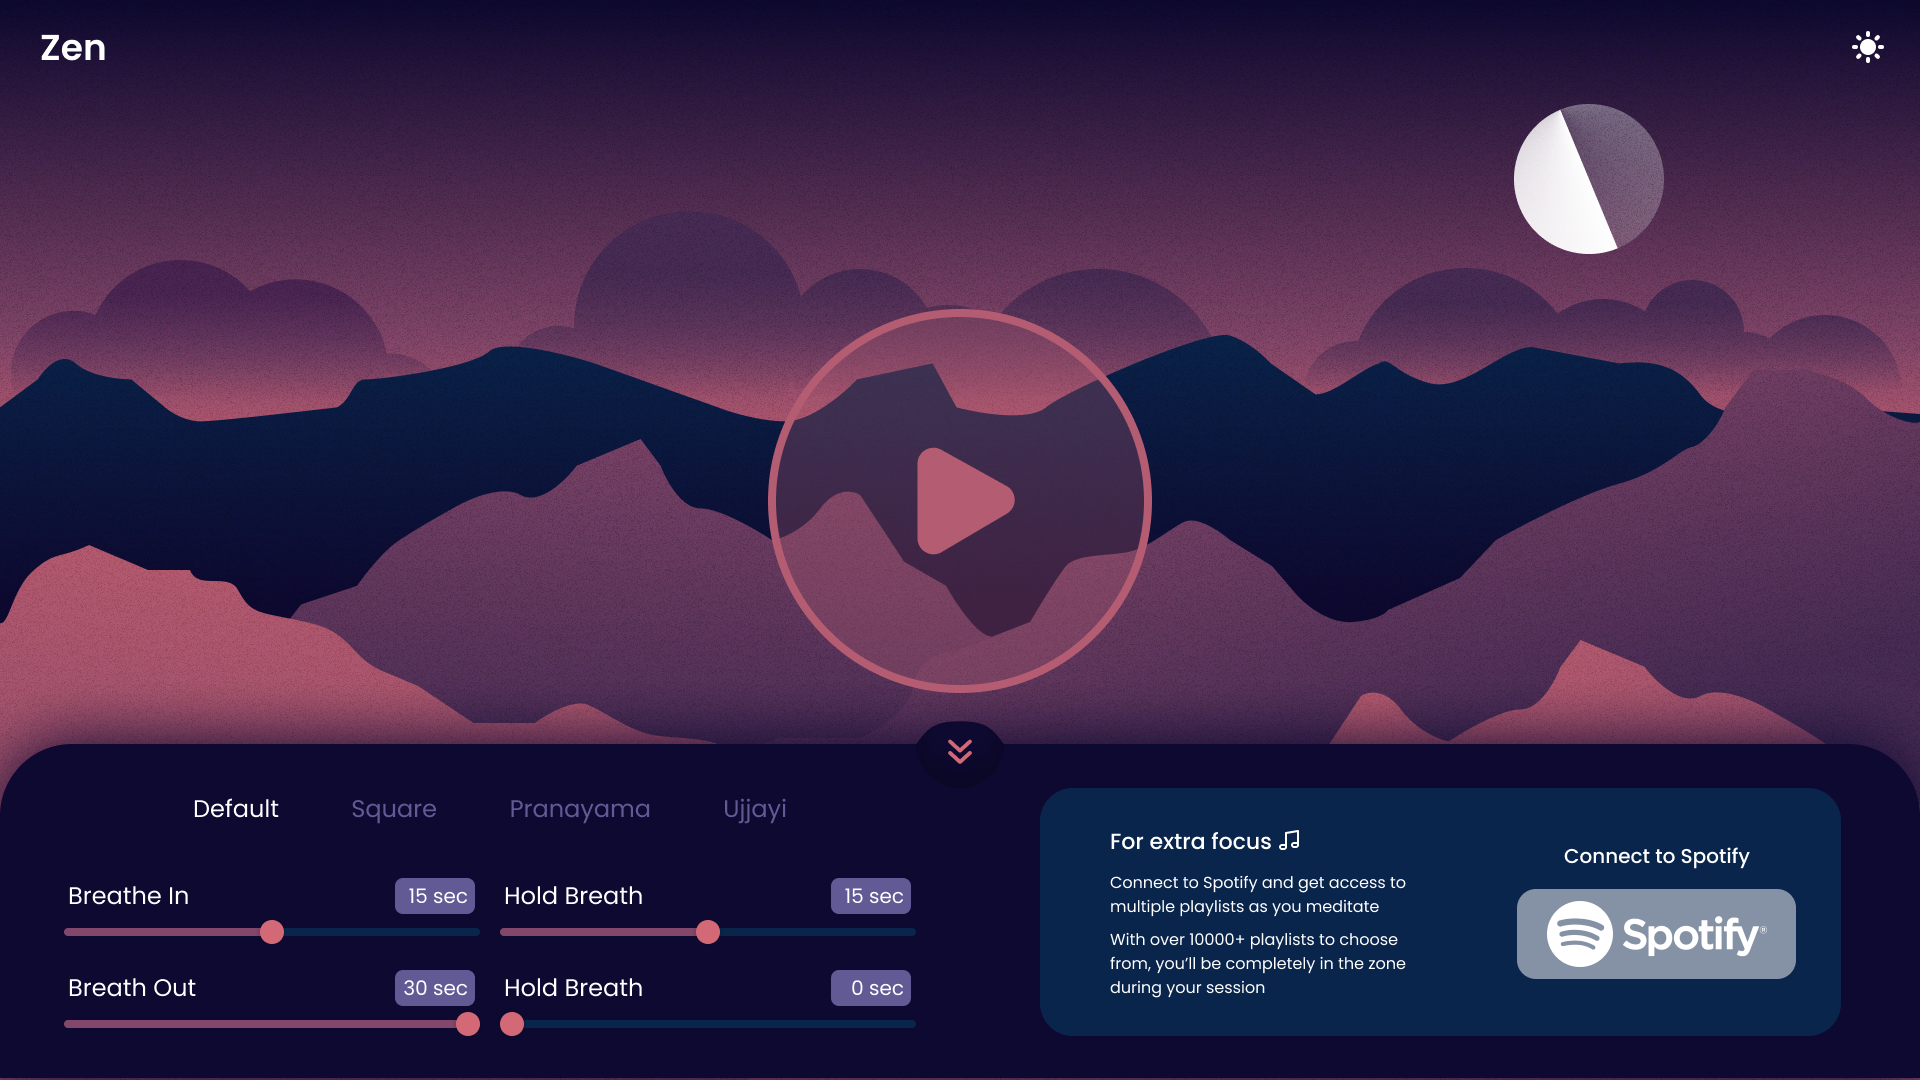 Zen
Default Square Pranayama Ujjayi
Breathe In 15 sec
Hold Breath 15 sec
Breath Out 30 sec
Hold Breath 0 sec
For extra focus
Connect to Spotify and get access to
multiple playlists as you meditate
With over 10000+ playlists to choose
from, you’ll be completely in the zone
during your session
Connect to Spotify
Spotify®